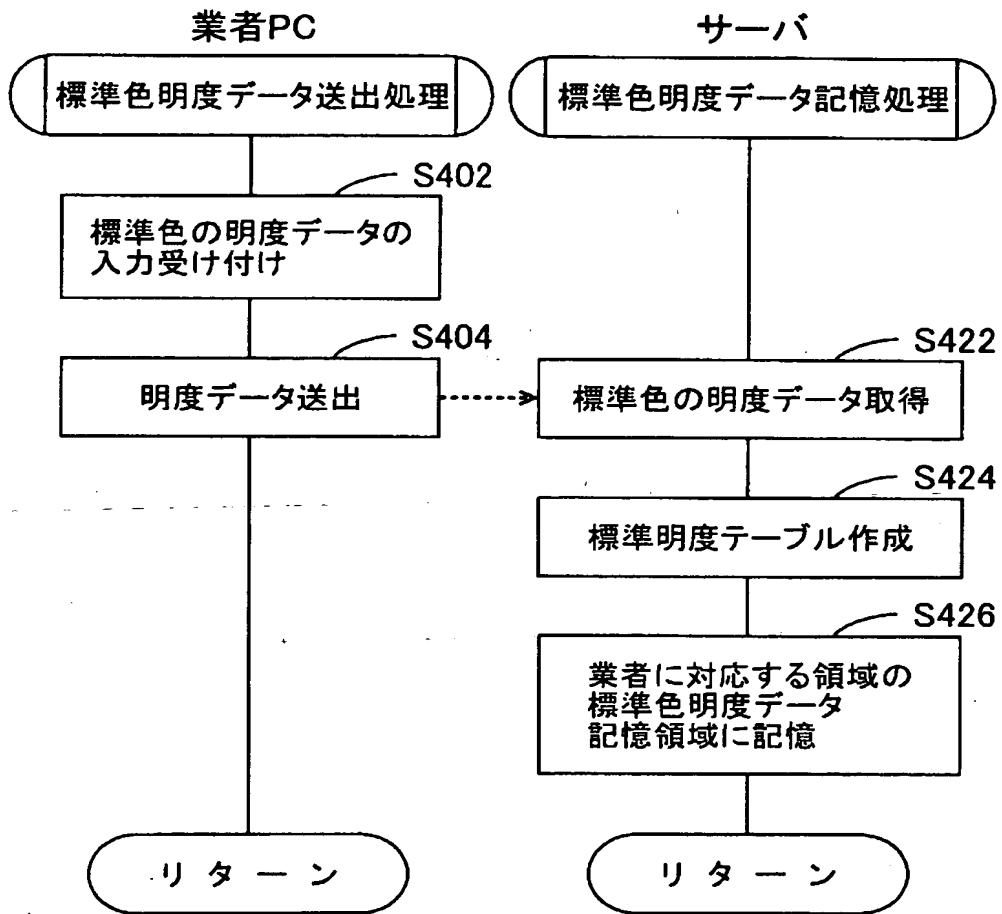 業者PC
標準色明度データ送出処理
S402
標準色の明度データの
入力受け付け
S404
明度データ送出
リターン
サーバ
標準色明度データ記憶処理
S422
標準色の明度データ取得
S424
標準明度テーブル作成
S426
業者に対応する領域の
標準色明度データ
記憶領域に記憶
リターン